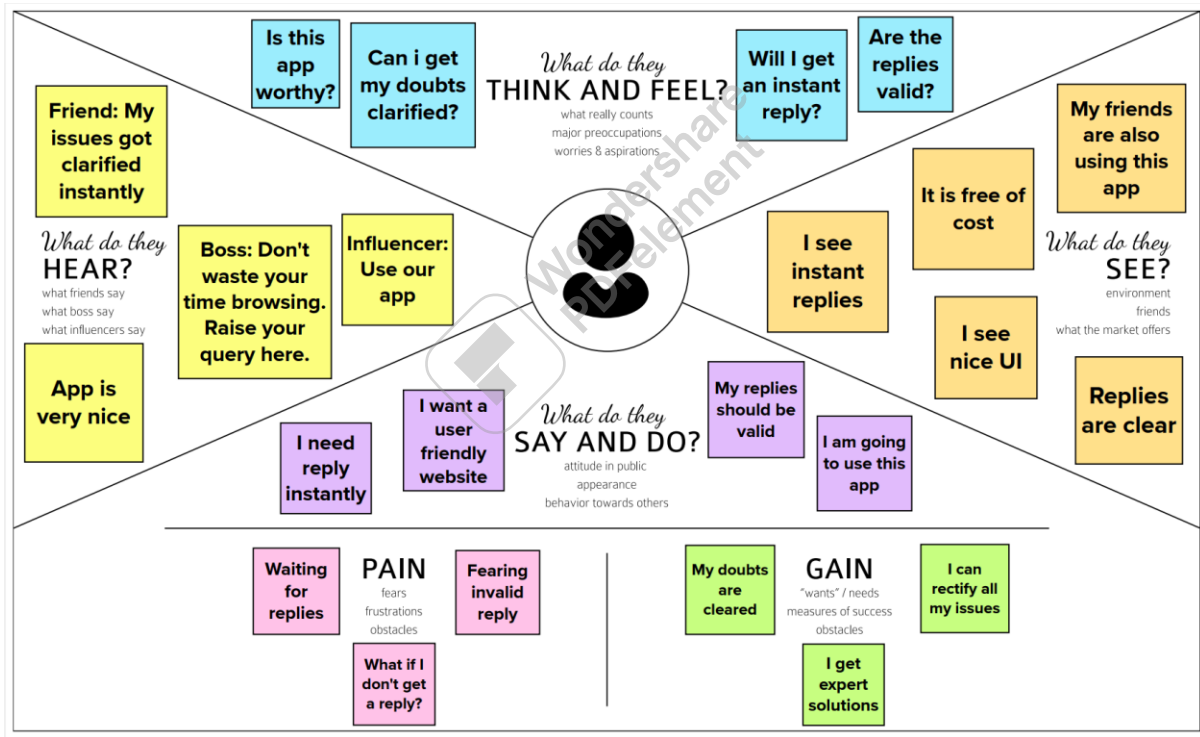 Is this
app
worthy?
Can i get
my doubts
clarified?
What do they
THINK AND FEEL?
what really counts
major preoccupations
worries & aspirations
Will I get
an instant
reply?
Are the
replies
valid?
Friend: My
issues got
clarified
instantly
What do they
HEAR?
what friends say
what boss say
what influencers say
Boss: Don't
waste your
time browsing.
Raise your
query here.
Influencer:
Use our
app
App is
very nice
My friends
are also
using this
app
It is free of
cost
I see
instant
replies
What do they
SEE?
environment
friends
what the market offers
I see
nice UI
Replies
are clear
I need
reply
instantly
I want a
user
friendly
website
What do they
SAY AND DO?
attitude in public
appearance
behavior towards others
My replies
should be
valid
I am going
to use this
app
Waiting
for
replies
PAIN
fears
frustrations
obstacles
Fearing
invalid
reply
What if I
don't get
a reply?
My doubts
are
cleared
GAIN
"wants" / needs
measures of success
obstacles
I can
rectify all
my issues
I get
expert
solutions
Wondershare
PDFelement